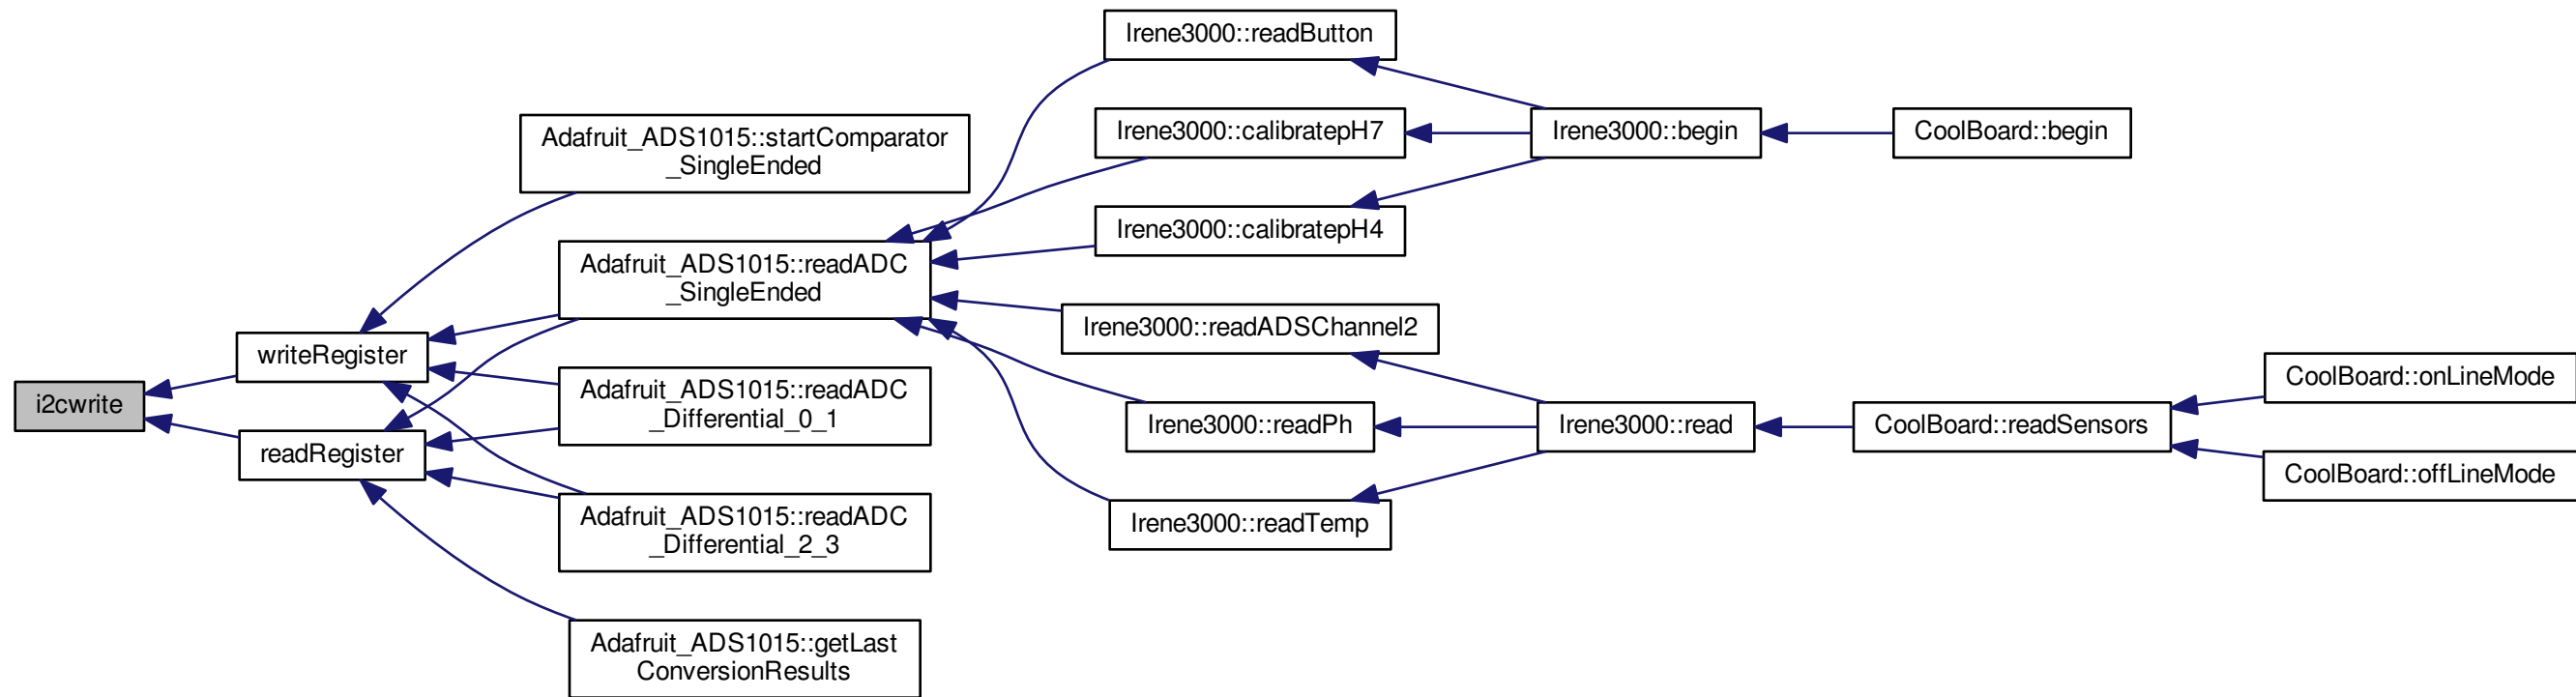 i2cwrite
writeRegister
readRegister
Adafruit_ADS1015::startComparator
_SingleEnded
Adafruit_ADS1015::readADC
_SingleEnded
Adafruit_ADS1015::readADC
_Differential_0_1
Adafruit_ADS1015::readADC
_Differential_2_3
Adafruit_ADS1015::getLast
ConversionResults
Irene3000::readButton
Irene3000::calibratepH7
Irene3000::calibratepH4
Irene3000::readADSChannel2
Irene3000::readPh
Irene3000::readTemp
Irene3000::begin
Irene3000::read
CoolBoard::begin
CoolBoard::readSensors
CoolBoard::onLineMode
CoolBoard::offLineMode